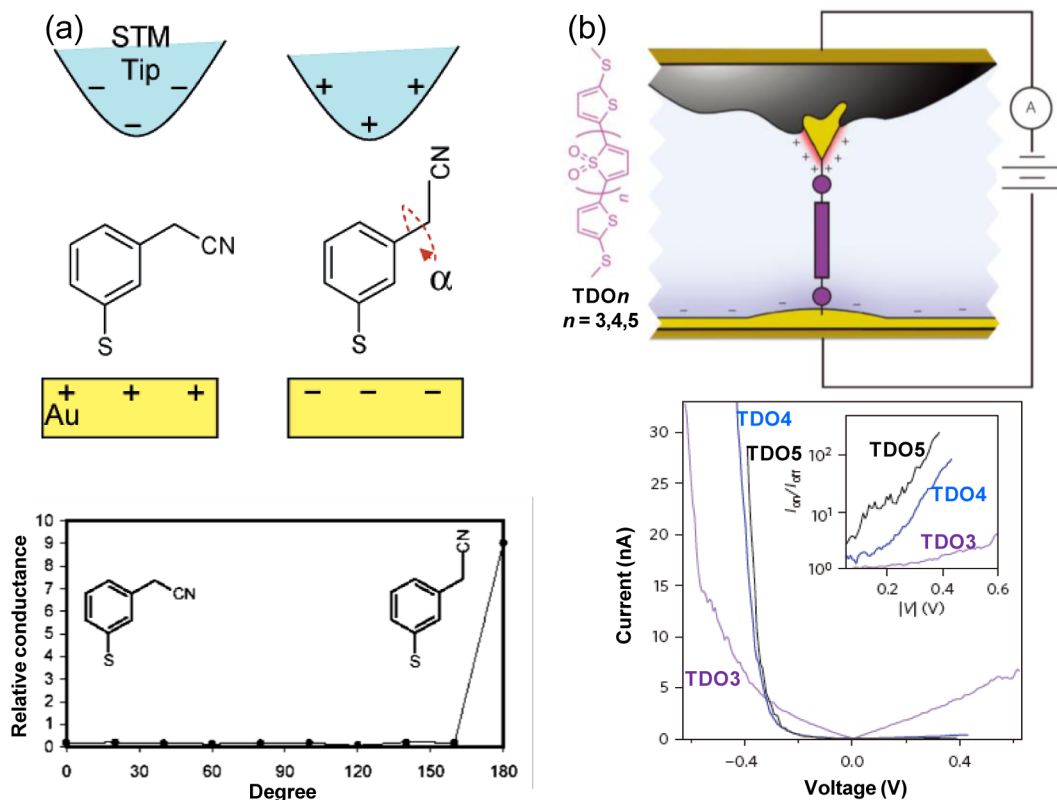 (a)
STM
Tip
− − −
+ + +
CN
CN
α
S
S
+ + +
Au
− − −
10
9
8
7
6
5
4
3
2
1
0
Relative conductance
CN
S
CN
S
0 30 60 90 120 150 180
Degree
(b)
S
S
O
O
S
n
S
S
TDOn
n = 3,4,5
+ + + + + + + +
− − − − − −
A
30
25
20
15
10
5
0
Current (nA)
TDO4
TDO5
TDO3
−0.4 0.0 0.4
Voltage (V)
Ion/Ioff
10²
10¹
10⁰
TDO5
TDO4
TDO3
0.2 0.4 0.6
|V| (V)